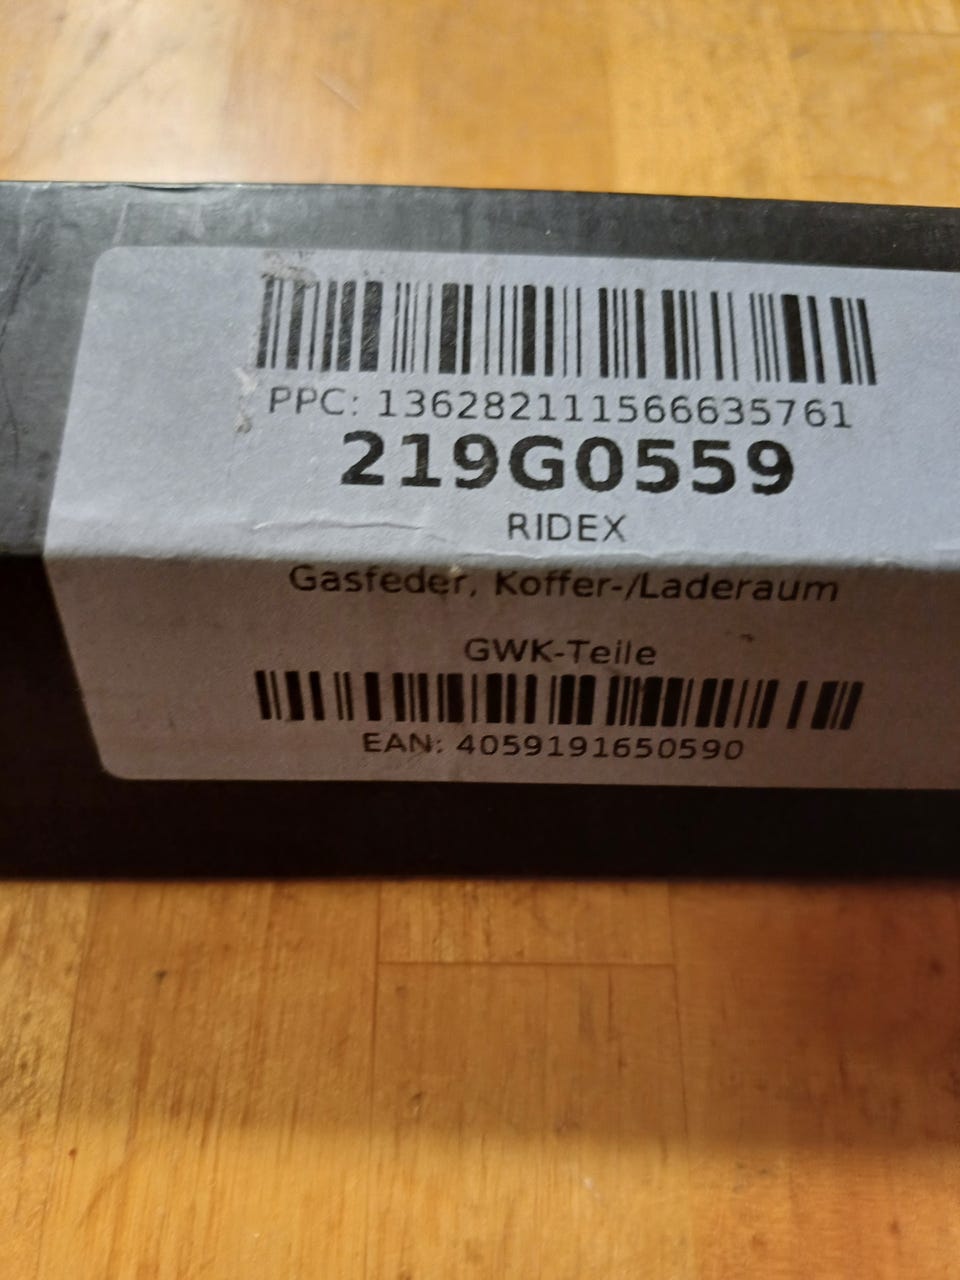 PPC: 136282111566635761
219G0559
RIDEX
Gasfeder, Koffer-/Laderaum
GWK-Teile
EAN: 4059191650590